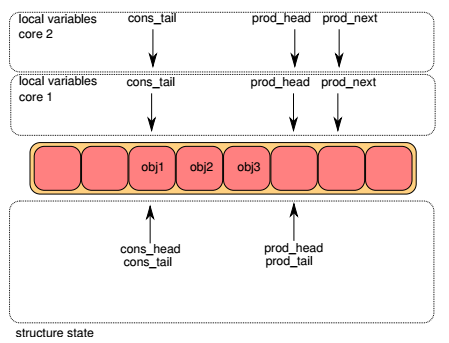 local variables
core 2
cons_tail
prod_head
prod_next
local variables
core 1
cons_tail
prod_head
prod_next
obj1
obj2
obj3
cons_head
cons_tail
prod_head
prod_tail
structure state